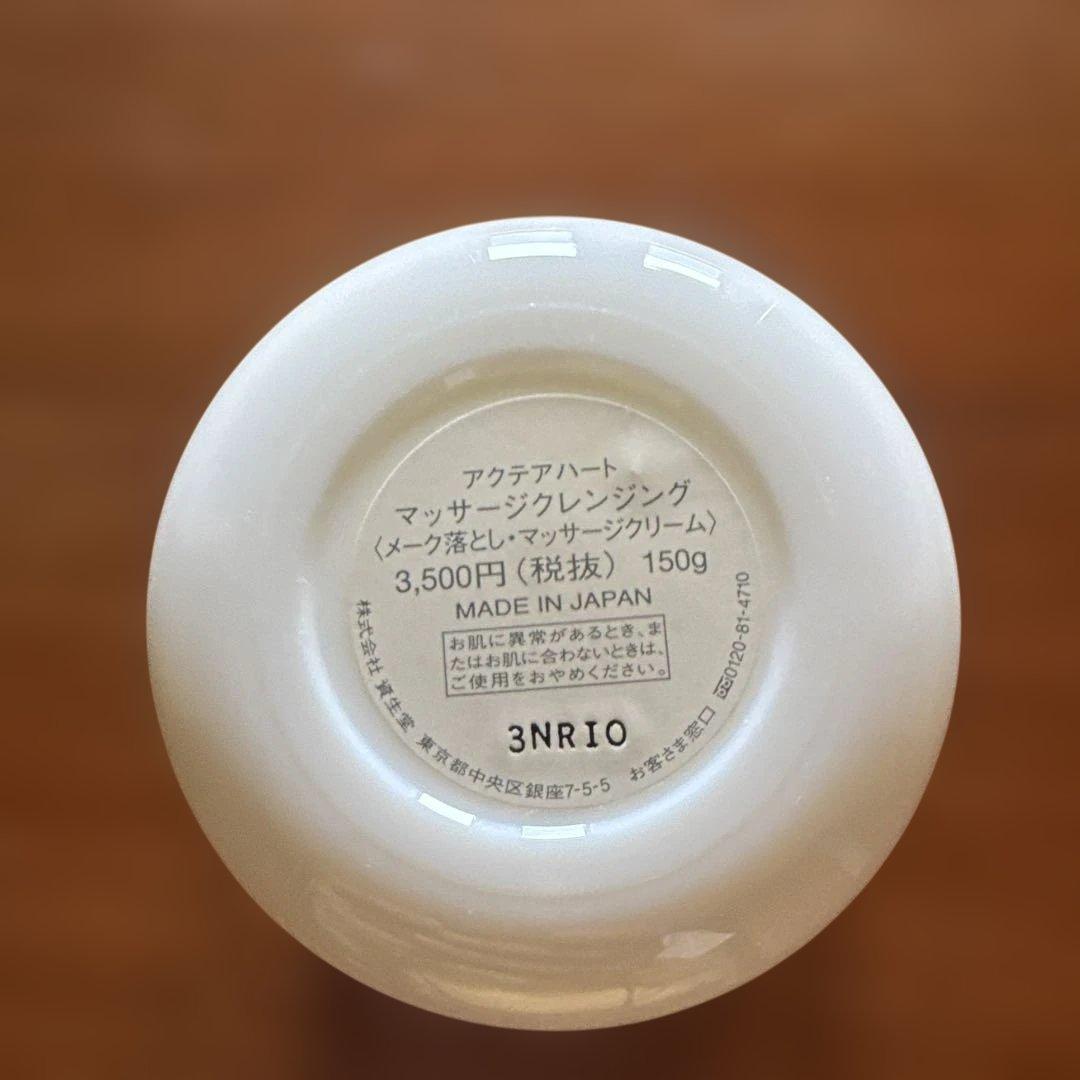 アクテアハート
マッサージクレンジング
〈メーク落とし・マッサージクリーム〉
3,500円（税抜） 150g
MADE IN JAPAN
お肌に異常があるとき、ま
たはお肌に合わないときは、
ご使用をおやめください。
3NRIO
株式会社 資生堂 東京都中央区銀座7-5-5 お客さま窓口 0120-81-4710